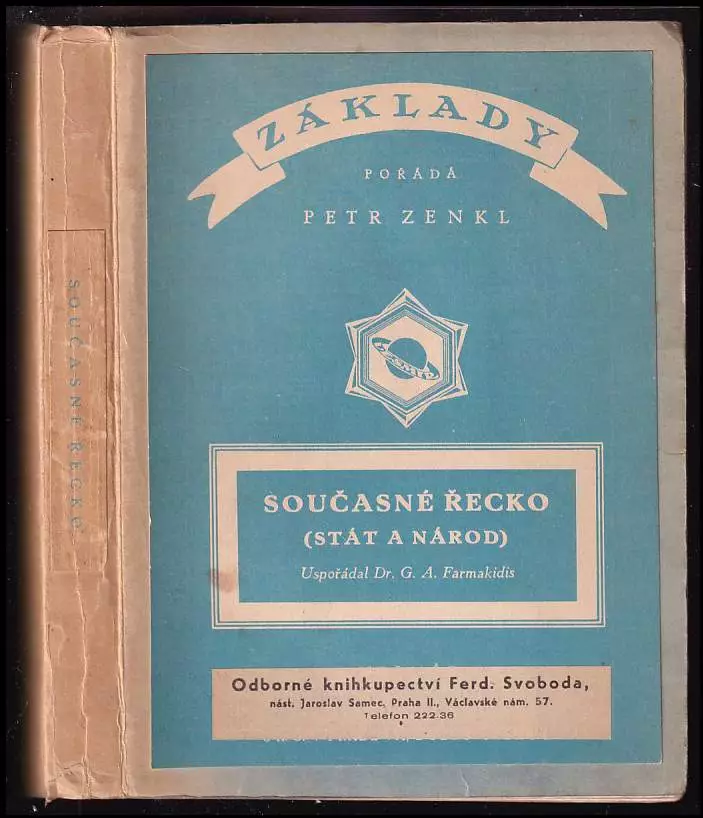 ZÁKLADY
POŘÁDÁ
PETR ZENKL
SOUČASNÉ ŘECKO
SOUČASNÉ ŘECKO
(STÁT A NÁROD)
Uspořádal Dr. G. A. Farmakidis
Odborné knihkupectví Ferd. Svoboda,
nást. Jaroslav Samec, Praha II., Václavské nám. 57.
Telefon 222.36